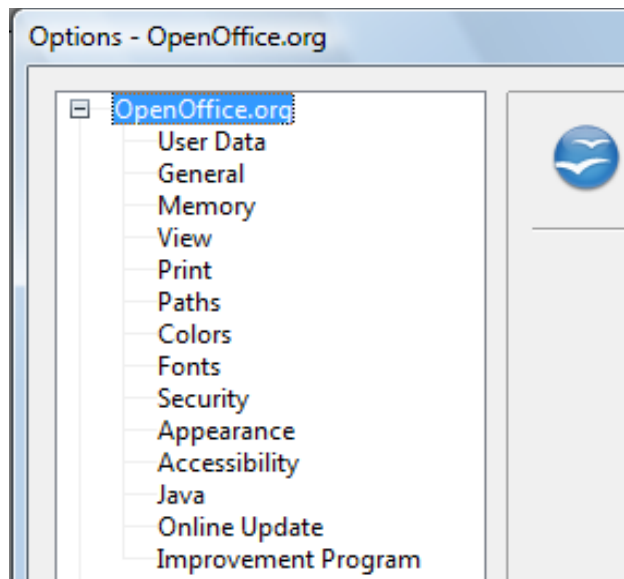 Options - OpenOffice.org
OpenOffice.org
User Data
General
Memory
View
Print
Paths
Colors
Fonts
Security
Appearance
Accessibility
Java
Online Update
Improvement Program